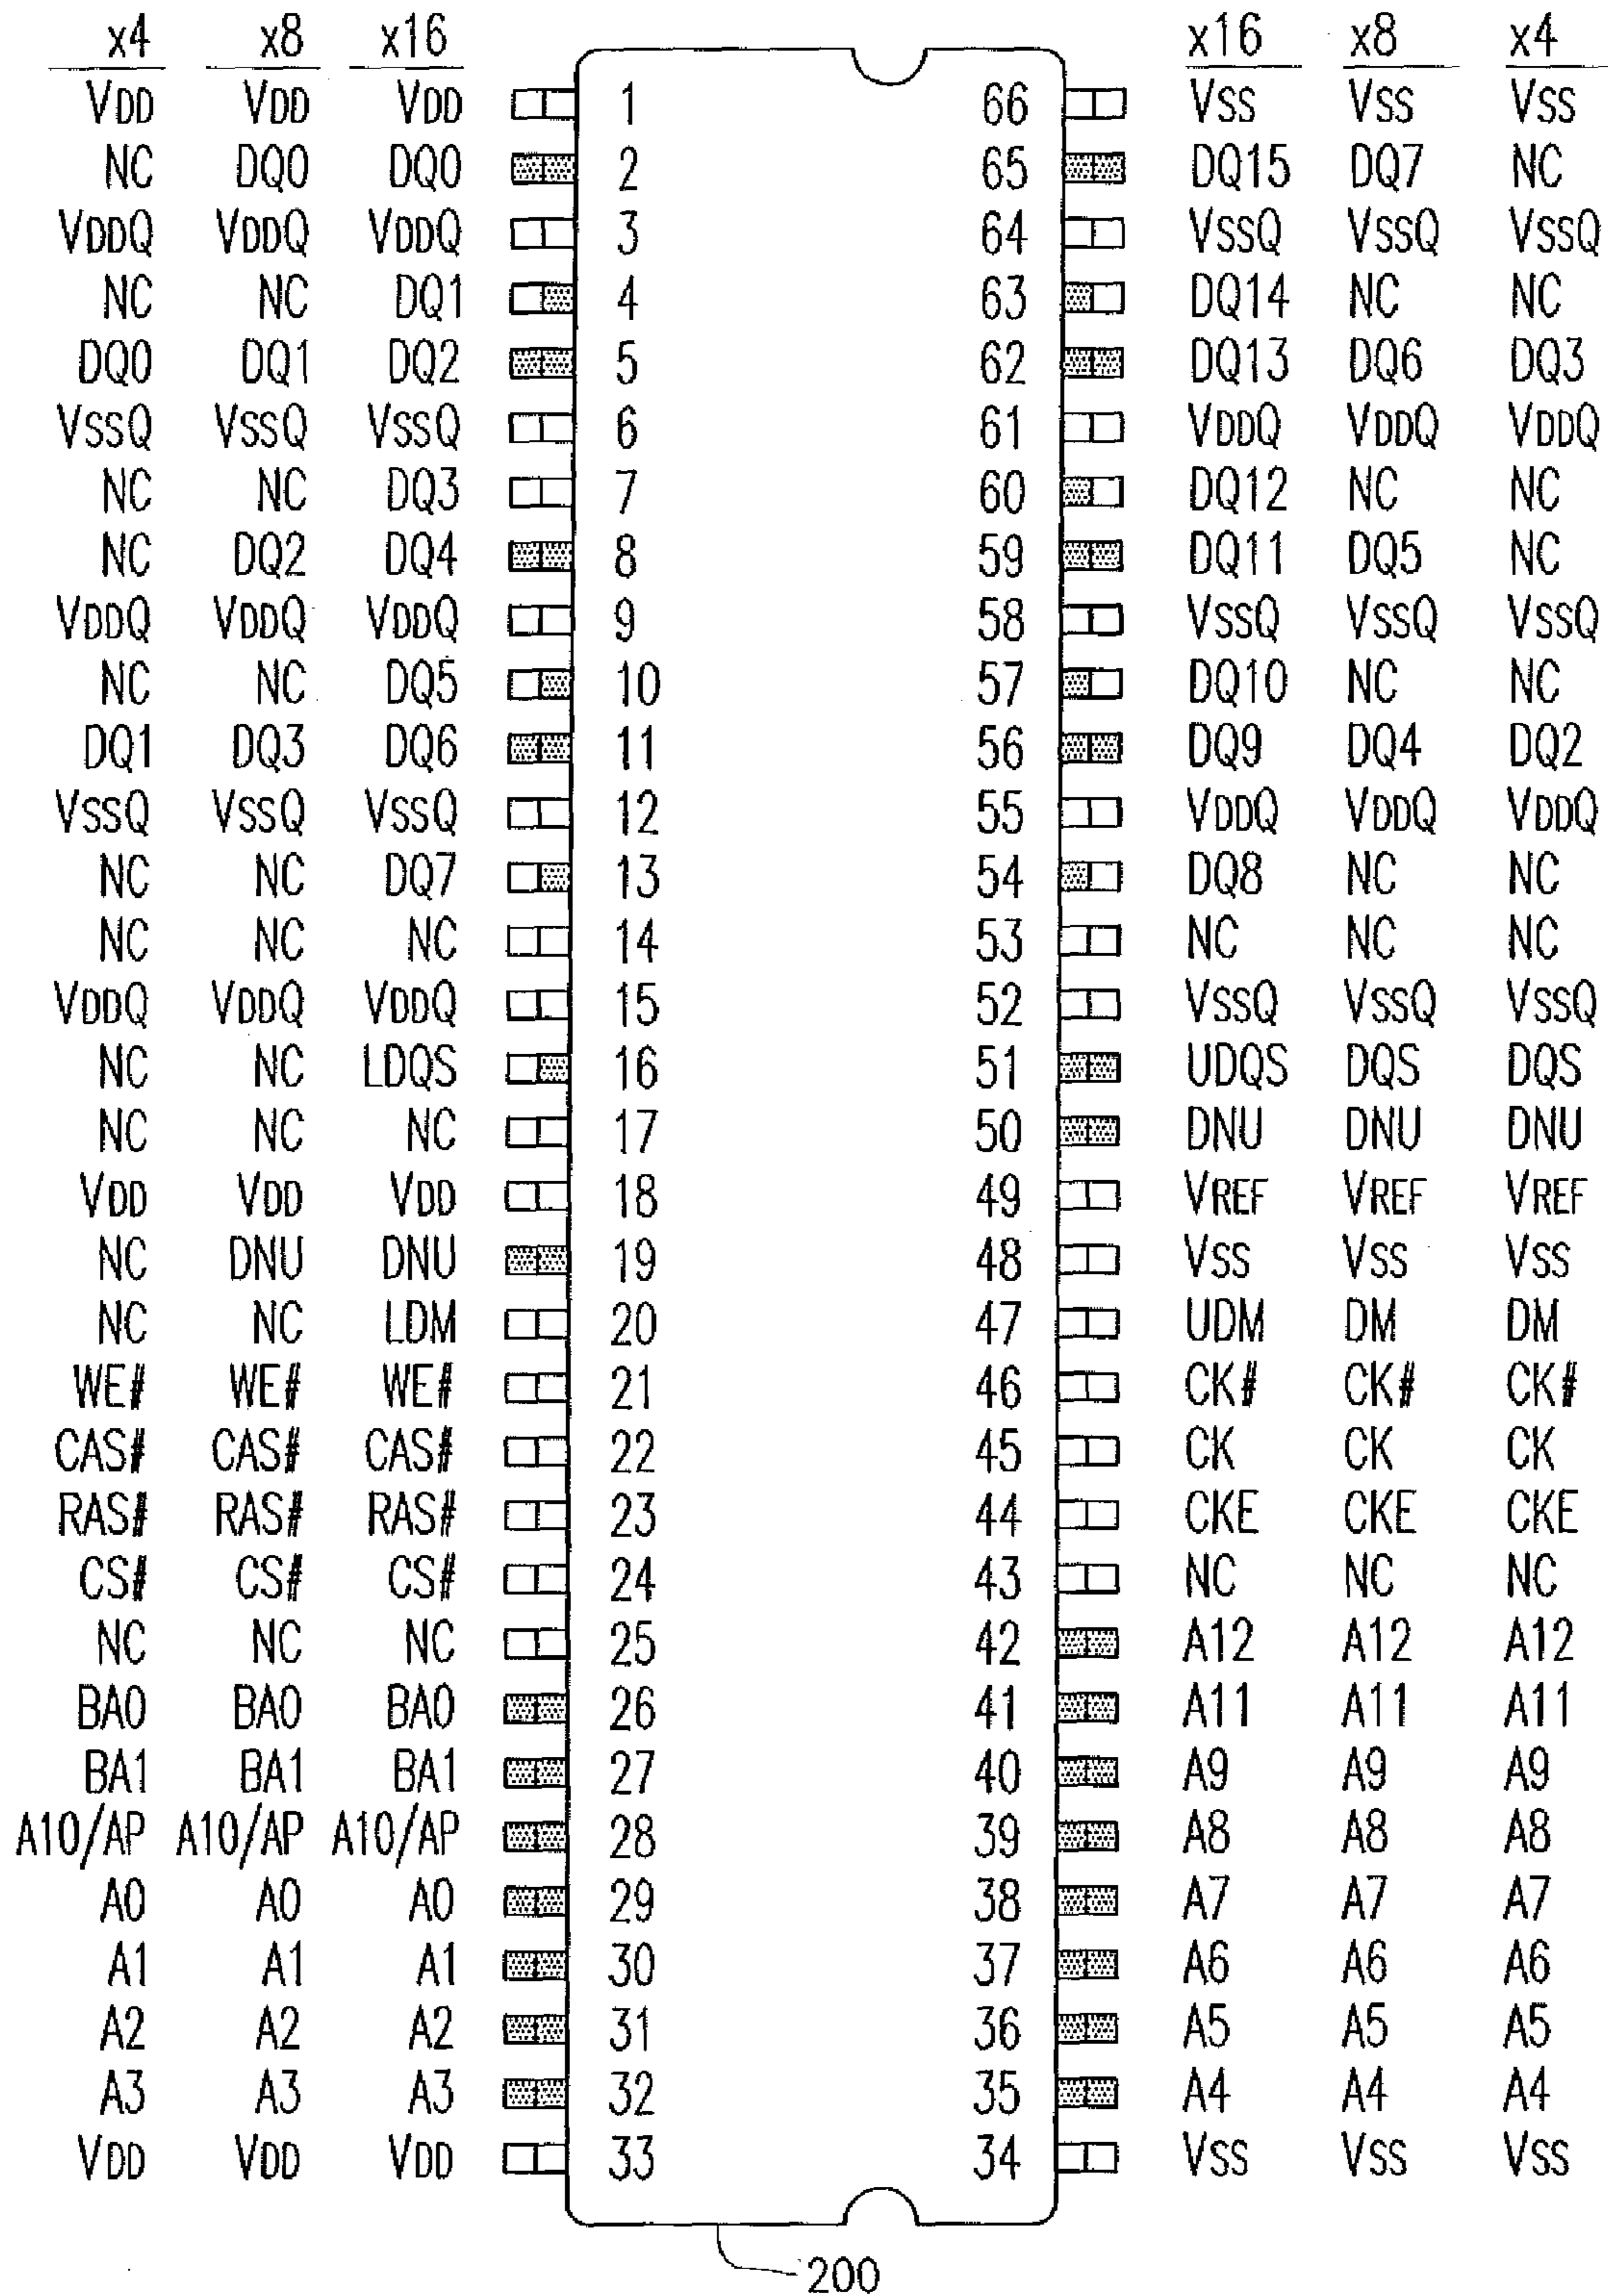 x4 x8 x16 x16 x8 x4
VDD VDD VDD 1 66 VSS VSS VSS
NC DQ0 DQ0 2 65 DQ15 DQ7 NC
VDDQ VDDQ VDDQ 3 64 VSSQ VSSQ VSSQ
NC NC DQ1 4 63 DQ14 NC NC
DQ0 DQ1 DQ2 5 62 DQ13 DQ6 DQ3
VSSQ VSSQ VSSQ 6 61 VDDQ VDDQ VDDQ
NC NC DQ3 7 60 DQ12 NC NC
NC DQ2 DQ4 8 59 DQ11 DQ5 NC
VDDQ VDDQ VDDQ 9 58 VSSQ VSSQ VSSQ
NC NC DQ5 10 57 DQ10 NC NC
DQ1 DQ3 DQ6 11 56 DQ9 DQ4 DQ2
VSSQ VSSQ VSSQ 12 55 VDDQ VDDQ VDDQ
NC NC DQ7 13 54 DQ8 NC NC
NC NC NC 14 53 NC NC NC
VDDQ VDDQ VDDQ 15 52 VSSQ VSSQ VSSQ
NC NC LDQS 16 51 UDQS DQS DQS
NC NC NC 17 50 DNU DNU DNU
VDD VDD VDD 18 49 VREF VREF VREF
NC DNU DNU 19 48 VSS VSS VSS
NC NC LDM 20 47 UDM DM DM
WE# WE# WE# 21 46 CK# CK# CK#
CAS# CAS# CAS# 22 45 CK CK CK
RAS# RAS# RAS# 23 44 CKE CKE CKE
CS# CS# CS# 24 43 NC NC NC
NC NC NC 25 42 A12 A12 A12
BA0 BA0 BA0 26 41 A11 A11 A11
BA1 BA1 BA1 27 40 A9 A9 A9
A10/AP A10/AP A10/AP 28 39 A8 A8 A8
A0 A0 A0 29 38 A7 A7 A7
A1 A1 A1 30 37 A6 A6 A6
A2 A2 A2 31 36 A5 A5 A5
A3 A3 A3 32 35 A4 A4 A4
VDD VDD VDD 33 34 VSS VSS VSS
200